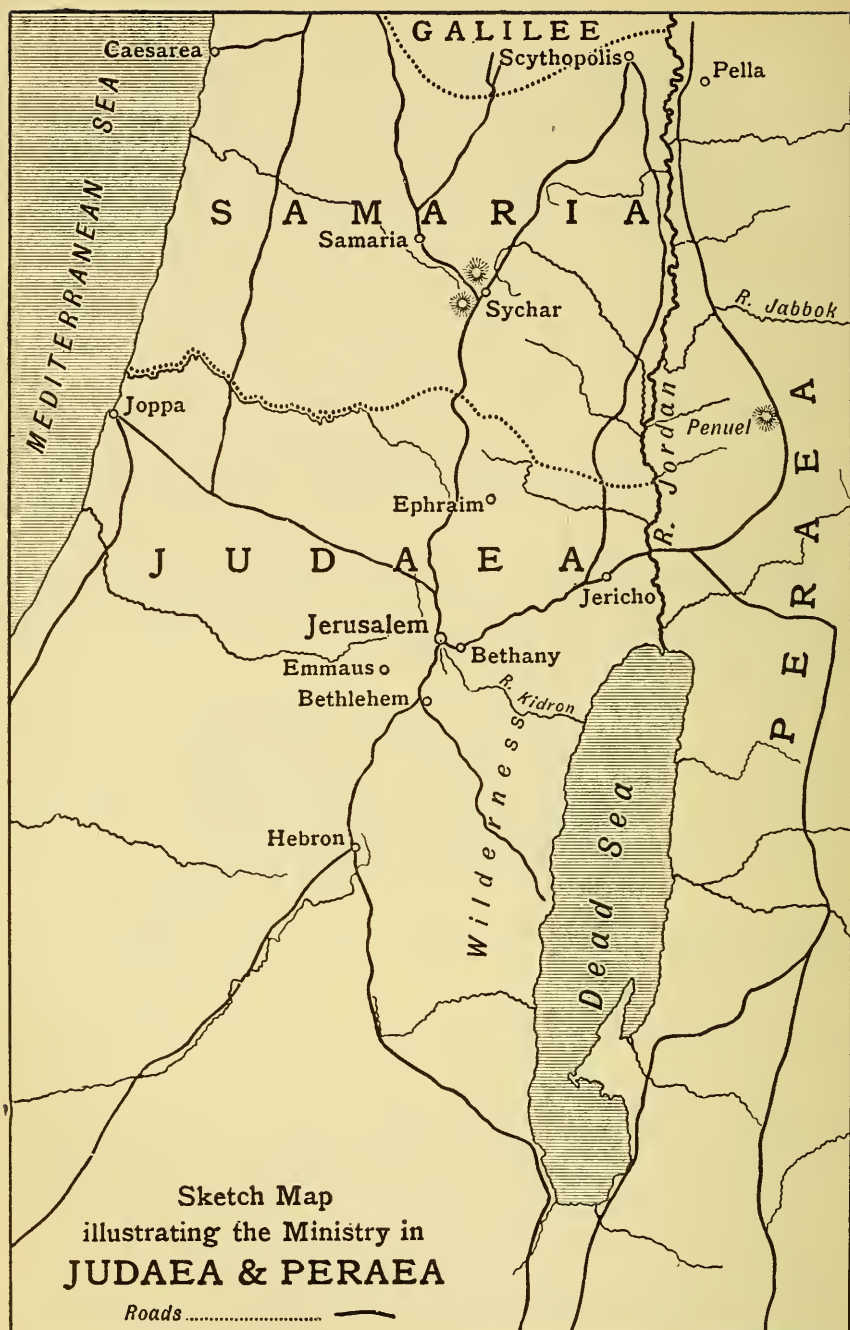 GALILEE
Caesarea
Scythopolis
Pella
MEDITERRANEAN SEA
SAMARIA
Samaria
Sychar
R. Jabbok
Joppa
R. Jordan
Penuel
PERAEA
Ephraim
JUDAEA
Jericho
Jerusalem
Bethany
Emmaus
R. Kidron
Bethlehem
Wilderness
Hebron
Dead Sea
Sketch Map
illustrating the Ministry in
JUDAEA & PERAEA
Roads